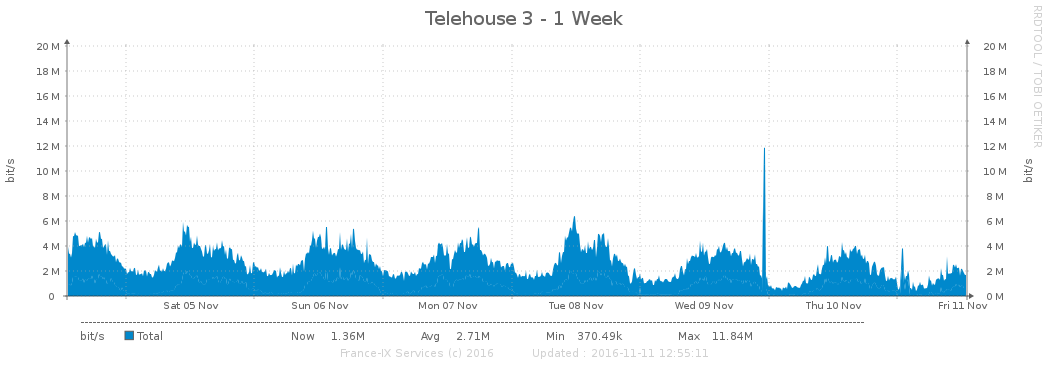 Telehouse 3 - 1 Week
RRDTOOL / TOBI OETIKER
bit/s
20 M
18 M
16 M
14 M
12 M
10 M
8 M
6 M
4 M
2 M
0
20 M
18 M
16 M
14 M
12 M
10 M
8 M
6 M
4 M
2 M
0 M
bit/s
Sat 05 Nov Sun 06 Nov Mon 07 Nov Tue 08 Nov Wed 09 Nov Thu 10 Nov Fri 11 Nov
bit/s Total Now 1.36M Avg 2.71M Min 370.49k Max 11.84M
France-IX Services (c) 2016 Updated : 2016-11-11 12:55:11